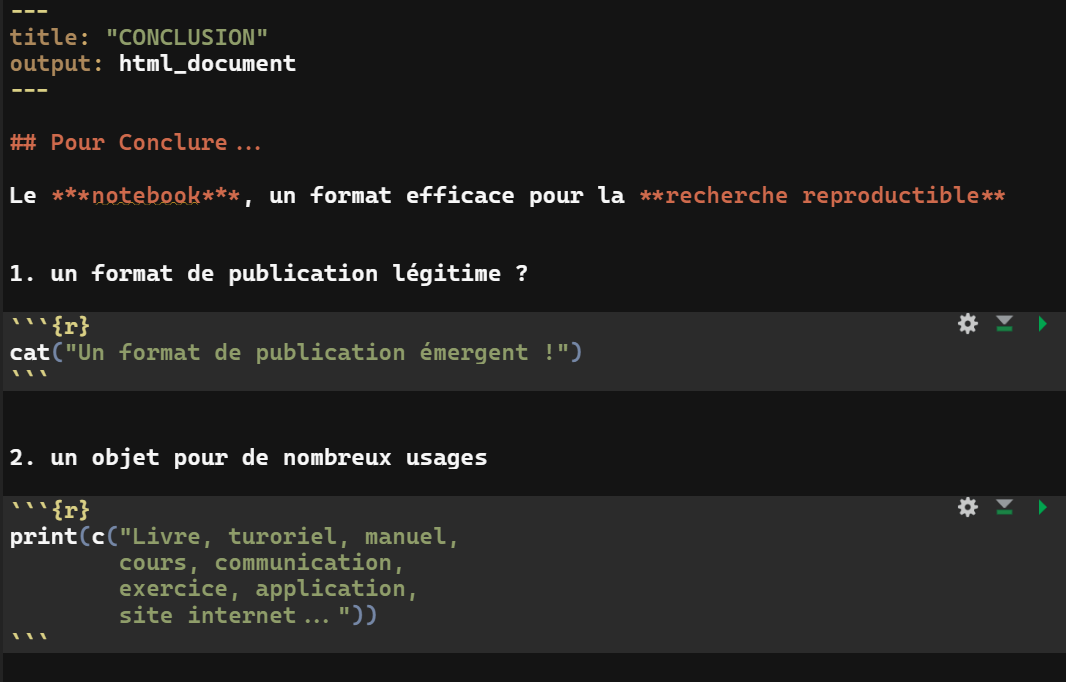 ---
title: "CONCLUSION"
output: html_document
---
## Pour Conclure...
Le ***notebook***, un format efficace pour la **recherche reproductible**
1. un format de publication légitime ?
```{r}
cat("Un format de publication émergent !")
```
2. un objet pour de nombreux usages
```{r}
print(c("Livre, turoriel, manuel,
cours, communication,
exercice, application,
site internet..."))
```